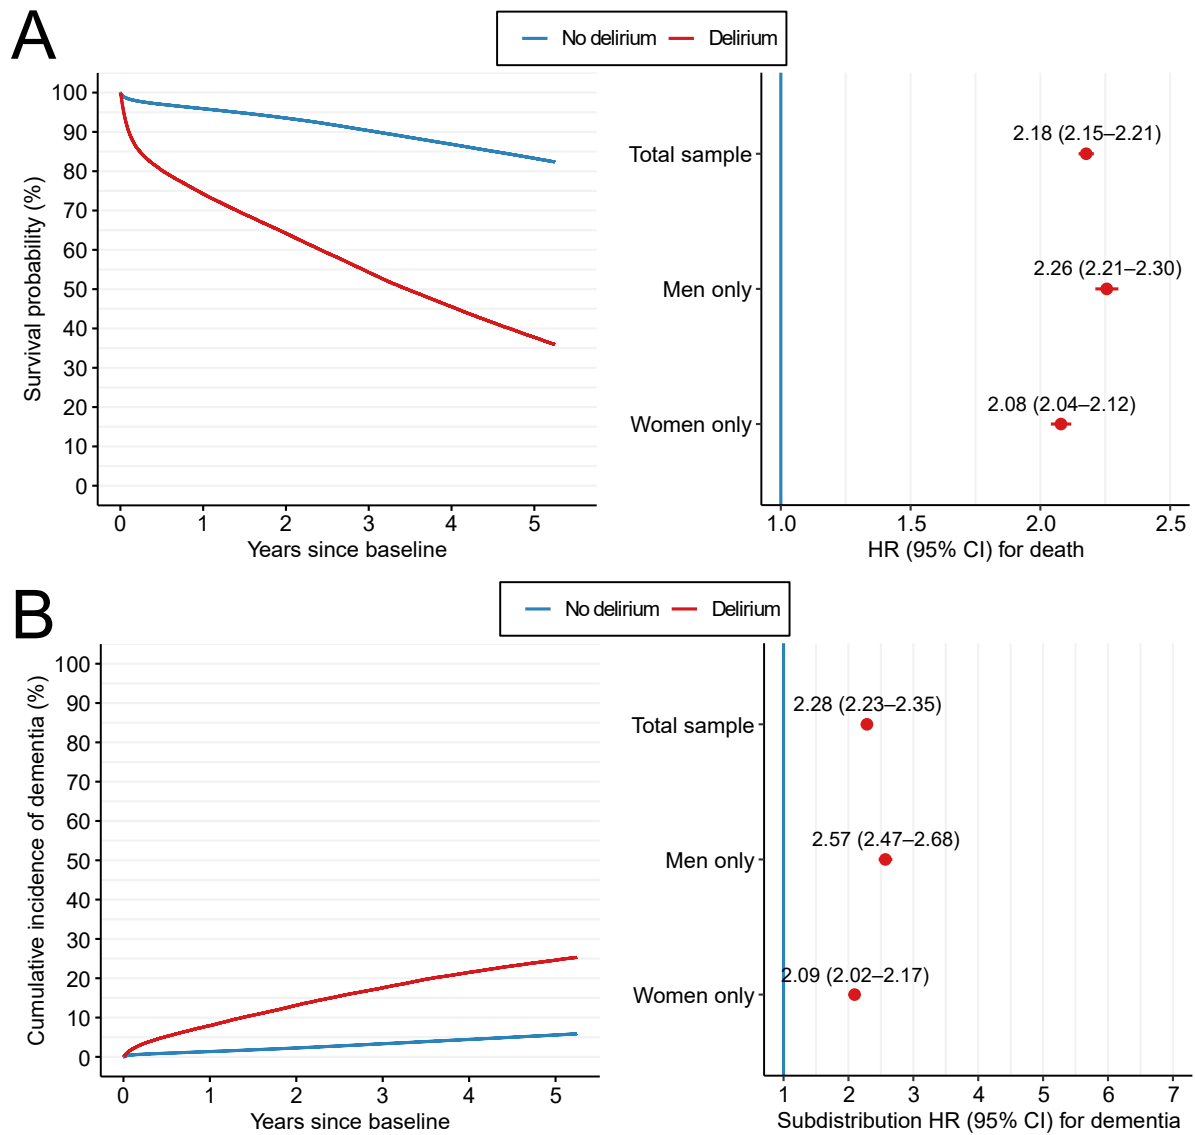 A
No delirium Delirium
Survival probability (%)
100
90
80
70
60
50
40
30
20
10
0
0 1 2 3 4 5
Years since baseline
Total sample
2.18 (2.15–2.21)
Men only
2.26 (2.21–2.30)
Women only
2.08 (2.04–2.12)
1.0 1.5 2.0 2.5
HR (95% CI) for death
B
No delirium Delirium
Cumulative incidence of dementia (%)
100
90
80
70
60
50
40
30
20
10
0
0 1 2 3 4 5
Years since baseline
Total sample
2.28 (2.23–2.35)
Men only
2.57 (2.47–2.68)
Women only
2.09 (2.02–2.17)
1 2 3 4 5 6 7
Subdistribution HR (95% CI) for dementia